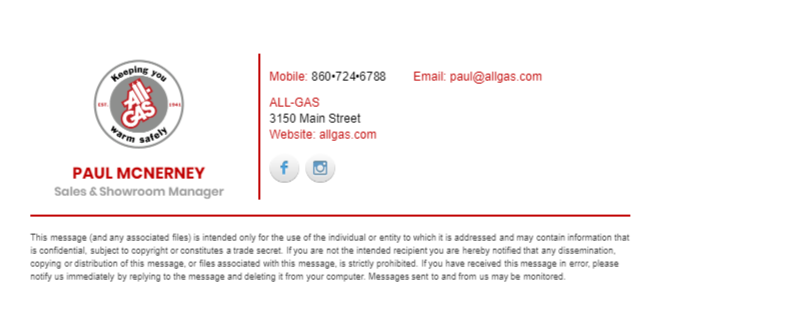 Keeping you
EST. 1941
ALL-GAS
warm safely
PAUL MCNERNEY
Sales & Showroom Manager
Mobile: 860•724•6788 Email: paul@allgas.com
ALL-GAS
3150 Main Street
Website: allgas.com
This message (and any associated files) is intended only for the use of the individual or entity to which it is addressed and may contain information that
is confidential, subject to copyright or constitutes a trade secret. If you are not the intended recipient you are hereby notified that any dissemination,
copying or distribution of this message, or files associated with this message, is strictly prohibited. If you have received this message in error, please
notify us immediately by replying to the message and deleting it from your computer. Messages sent to and from us may be monitored.